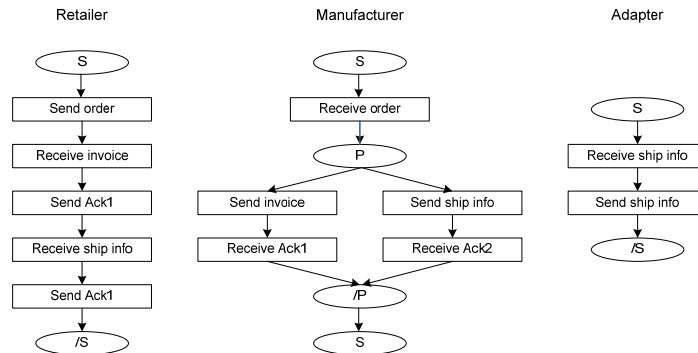 Retailer
S
Send order
Receive invoice
Send Ack1
Receive ship info
Send Ack1
/S
Manufacturer
S
Receive order
P
Send invoice
Send ship info
Receive Ack1
Receive Ack2
/P
S
Adapter
S
Receive ship info
Send ship info
/S